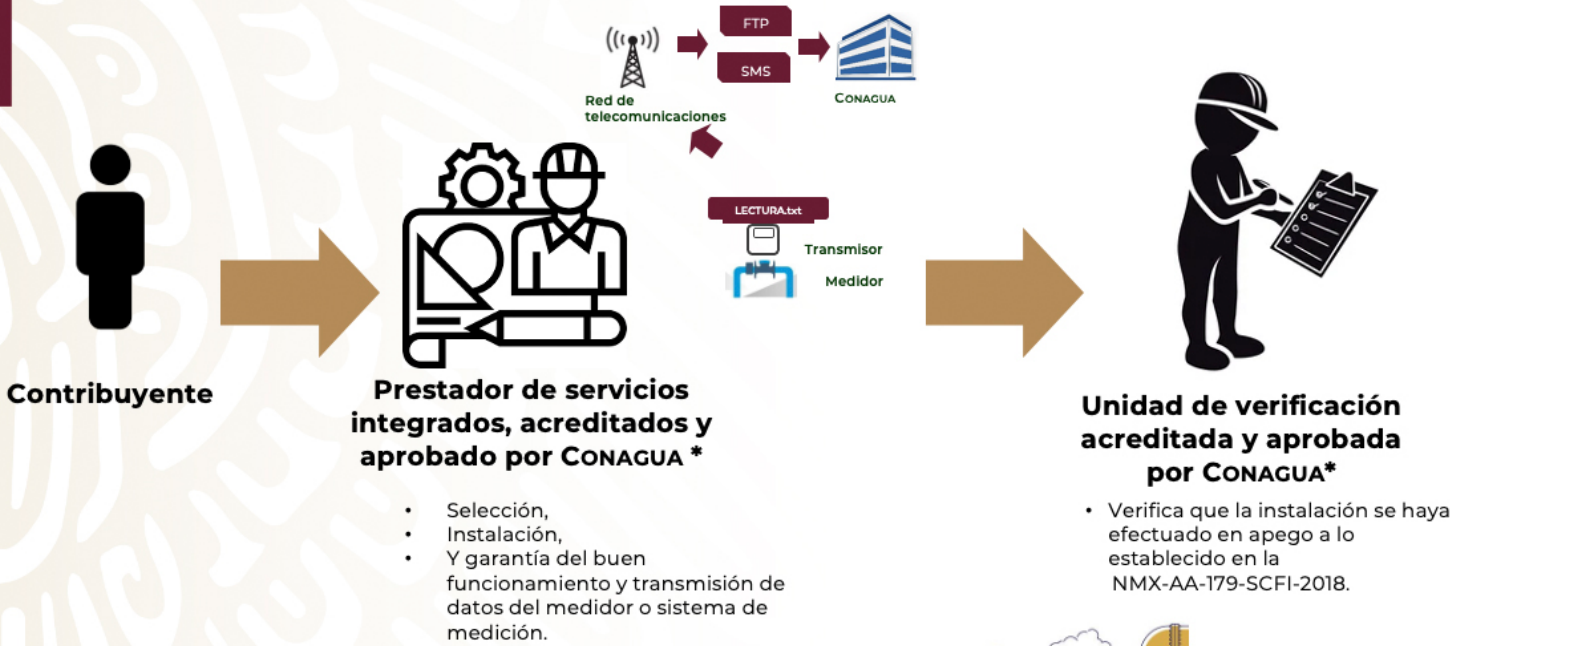 FTP
SMS
Red de
telecomunicaciones
CONAGUA
LECTURA.txt
Transmisor
Medidor
Contribuyente
Prestador de servicios
integrados, acreditados y
aprobado por CONAGUA *
• Selección,
• Instalación,
• Y garantía del buen
funcionamiento y transmisión de
datos del medidor o sistema de
medición.
Unidad de verificación
acreditada y aprobada
por CONAGUA*
• Verifica que la instalación se haya
efectuado en apego a lo
establecido en la
NMX-AA-179-SCFI-2018.